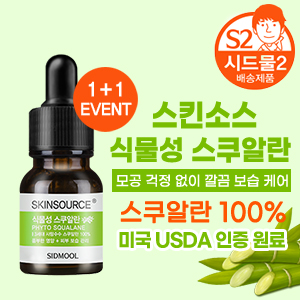 S2
시드물2
배송제품
1+1
EVENT
스킨소스
식물성 스쿠알란
모공 걱정 없이 깔끔 보습 케어
스쿠알란 100%
미국 USDA 인증 원료
SKINSOURCE®
식물성 스쿠알란
PHYTO SQUALANE
SIDMOOL